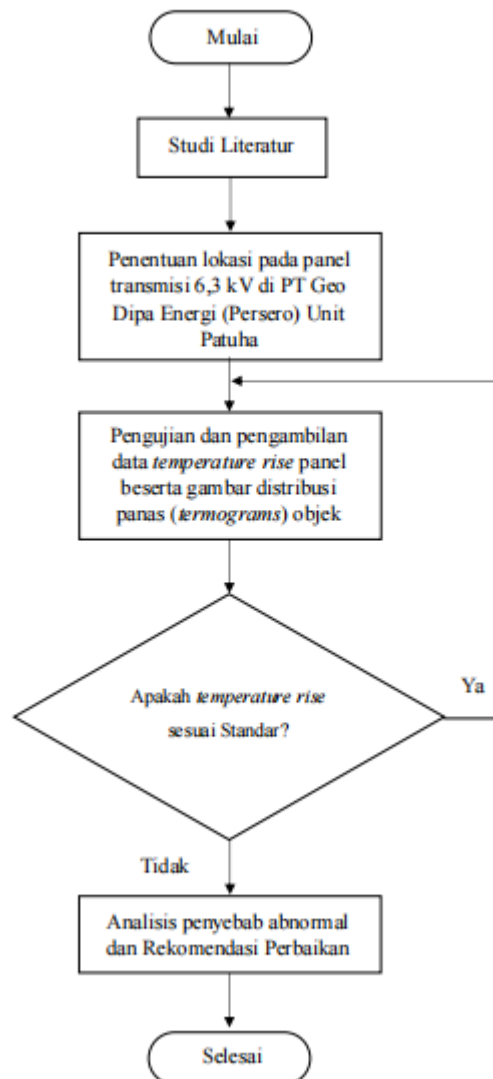 Mulai
Studi Literatur
Penentuan lokasi pada panel
transmisi 6,3 kV di PT Geo
Dipa Energi (Persero) Unit
Patuha
Pengujian dan pengambilan
data temperature rise panel
beserta gambar distribusi
panas (termograms) objek
Apakah temperature rise
sesuai Standar?
Ya
Tidak
Analisis penyebab abnormal
dan Rekomendasi Perbaikan
Selesai